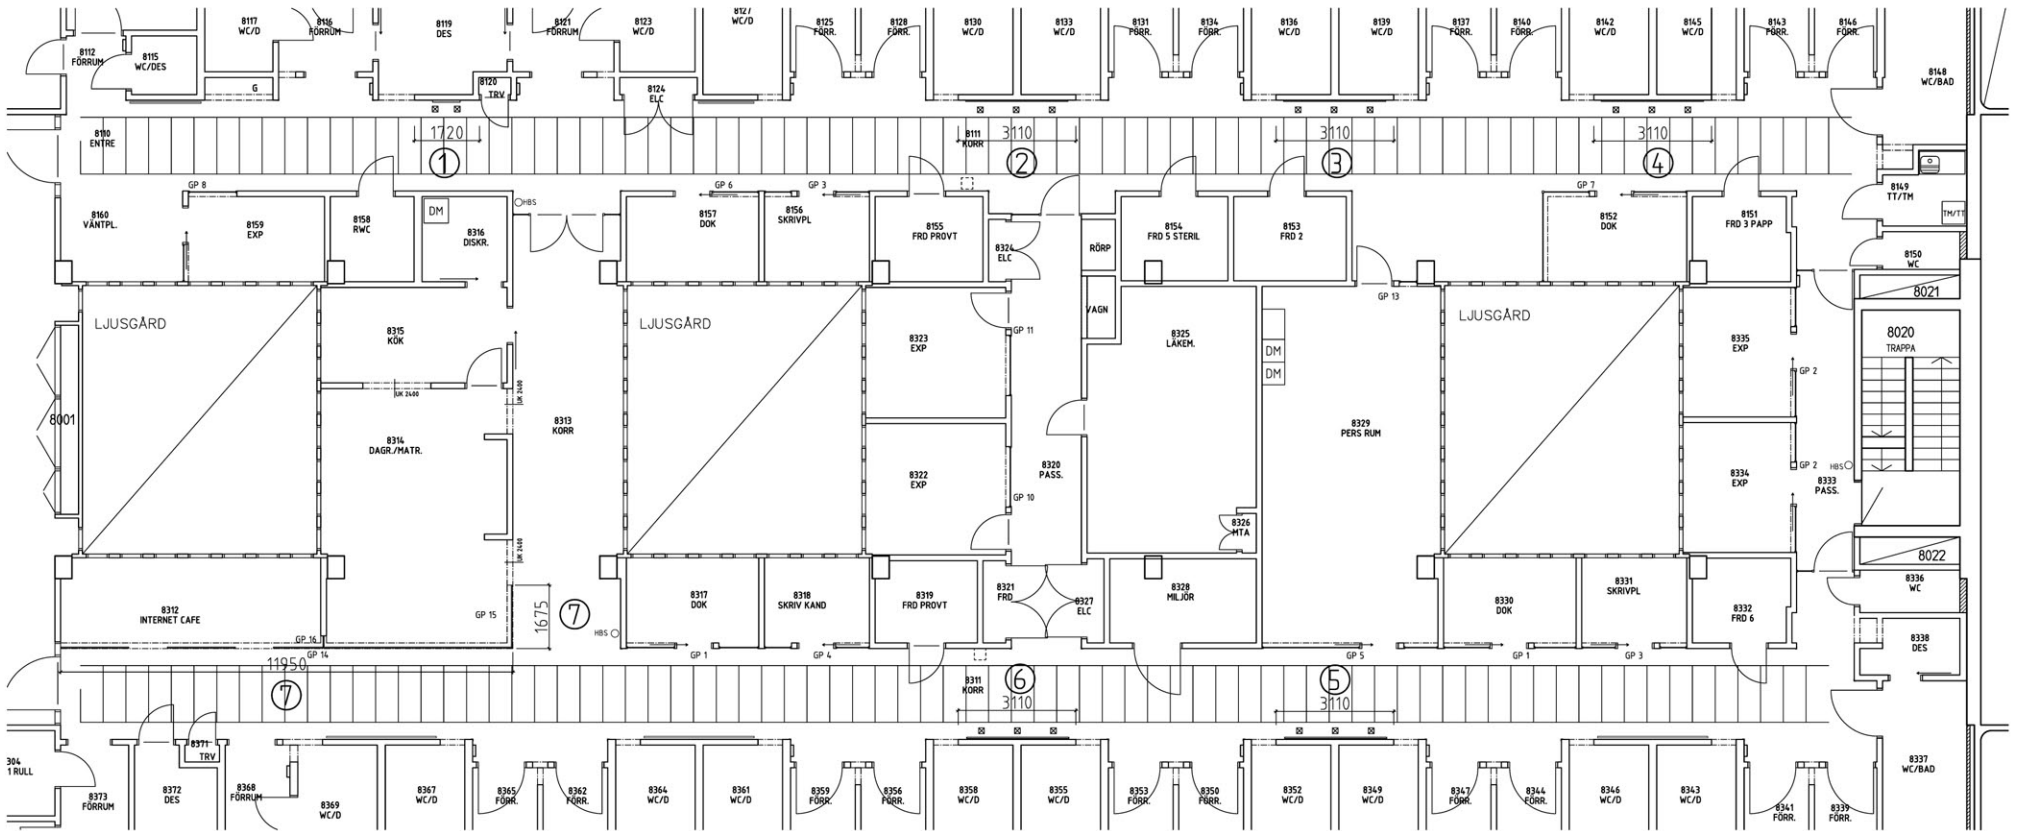 8117
WC/D
8116
FÖRRUM
8119
DES
8121
FÖRRUM
8123
WC/D
8127
WC/D
8125
FÖRR.
8128
FÖRR.
8130
WC/D
8133
WC/D
8131
FÖRR.
8134
FÖRR.
8136
WC/D
8139
WC/D
8137
FÖRR.
8140
FÖRR.
8142
WC/D
8145
WC/D
8143
FÖRR.
8146
FÖRR.
8112
FÖRRUM
8115
WC/DES
G
8120
TRV
8124
ELC
8148
WC/BAD
8110
ENTRE
1720
8111
KORR
3110
3110
3110
1
2
3
4
GP 8
GP 6
GP 3
GP 7
8160
VÄNTPL.
8159
EXP
8158
RWC
DM
8316
DISKR.
HBS
8157
DOK
8156
SKRIVPL
8155
FRD PROVT
8324
ELC
RÖRP
8154
FRD 5 STERIL
8153
FRD 2
8152
DOK
8151
FRD 3 PAPP
8149
TT/TM
TM/TT
8150
WC
8021
LJUSGÅRD
8315
KÖK
LJUSGÅRD
8323
EXP
GP 11
VAGN
8325
LÄKEM.
DM
DM
GP 13
LJUSGÅRD
8335
EXP
GP 2
8020
TRAPPA
8001
UK 2400
UK 2400
8314
DAGR./MATR.
8313
KORR
8322
EXP
GP 10
8320
PASS.
8329
PERS RUM
8334
EXP
GP 2
HBS
8333
PASS.
8326
MTA
UK 2400
8022
8312
INTERNET CAFE
GP 16
GP 15
GP 14
1675
7
HBS
8317
DOK
8318
SKRIV KAND
8319
FRD PROVT
8321
FRD
8327
ELC
8328
MILJÖR
8330
DOK
8331
SKRIVPL
8332
FRD 6
8336
WC
8338
DES
GP 1
GP 4
GP 5
GP 1
GP 3
11950
7
8311
KORR
6
3110
5
3110
304
1 RULL
8373
FÖRRUM
8371
TRV
8372
DES
8368
FÖRRUM
8369
WC/D
8367
WC/D
8365
FÖRR.
8362
FÖRR.
8364
WC/D
8361
WC/D
8359
FÖRR.
8356
FÖRR.
8358
WC/D
8355
WC/D
8353
FÖRR.
8350
FÖRR.
8352
WC/D
8349
WC/D
8347
FÖRR.
8344
FÖRR.
8346
WC/D
8343
WC/D
8341
FÖRR.
8339
FÖRR.
8337
WC/BAD